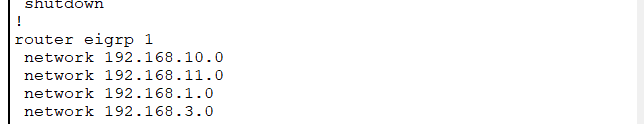 shutdown
!
router eigrp 1
network 192.168.10.0
network 192.168.11.0
network 192.168.1.0
network 192.168.3.0